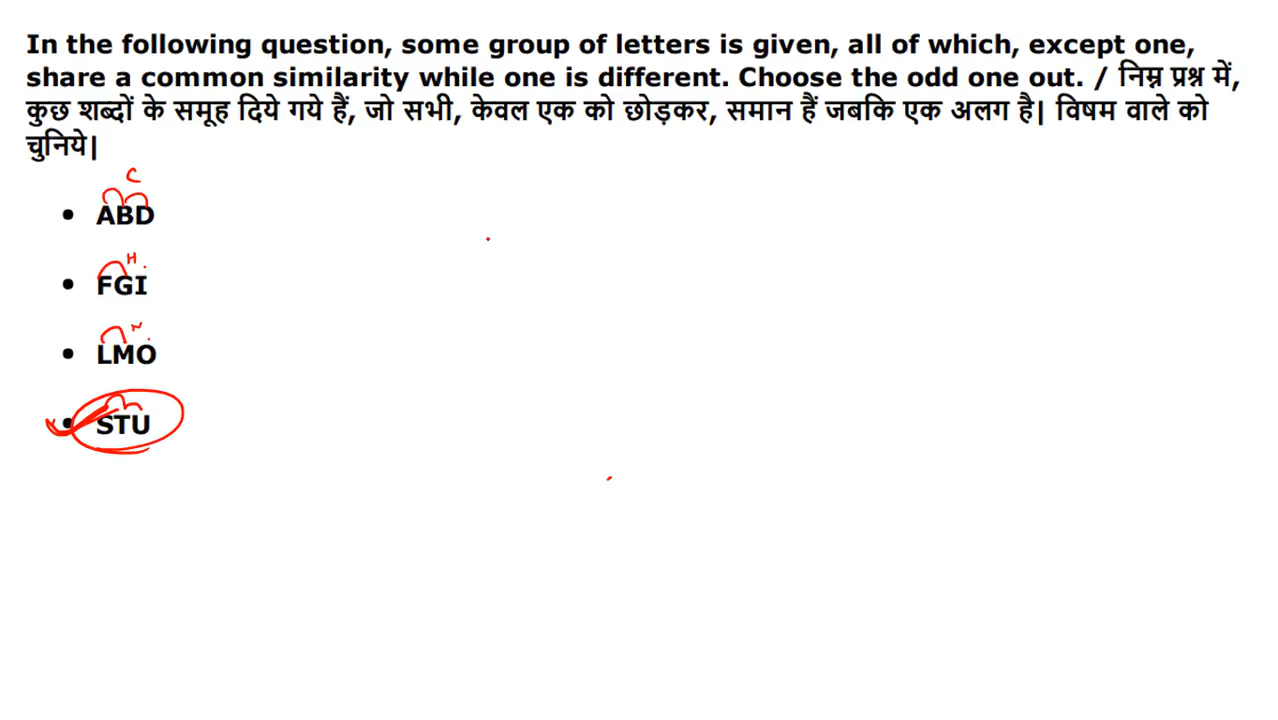 In the following question, some group of letters is given, all of which, except one,
share a common similarity while one is different. Choose the odd one out. / निम्न प्रश्न में,
कुछ शब्दों के समूह दिये गये हैं, जो सभी, केवल एक को छोड़कर, समान हैं जबकि एक अलग है| विषम वाले को
चुनिये|
C
• ABD
H
• FGI
N
• LMO
• STU